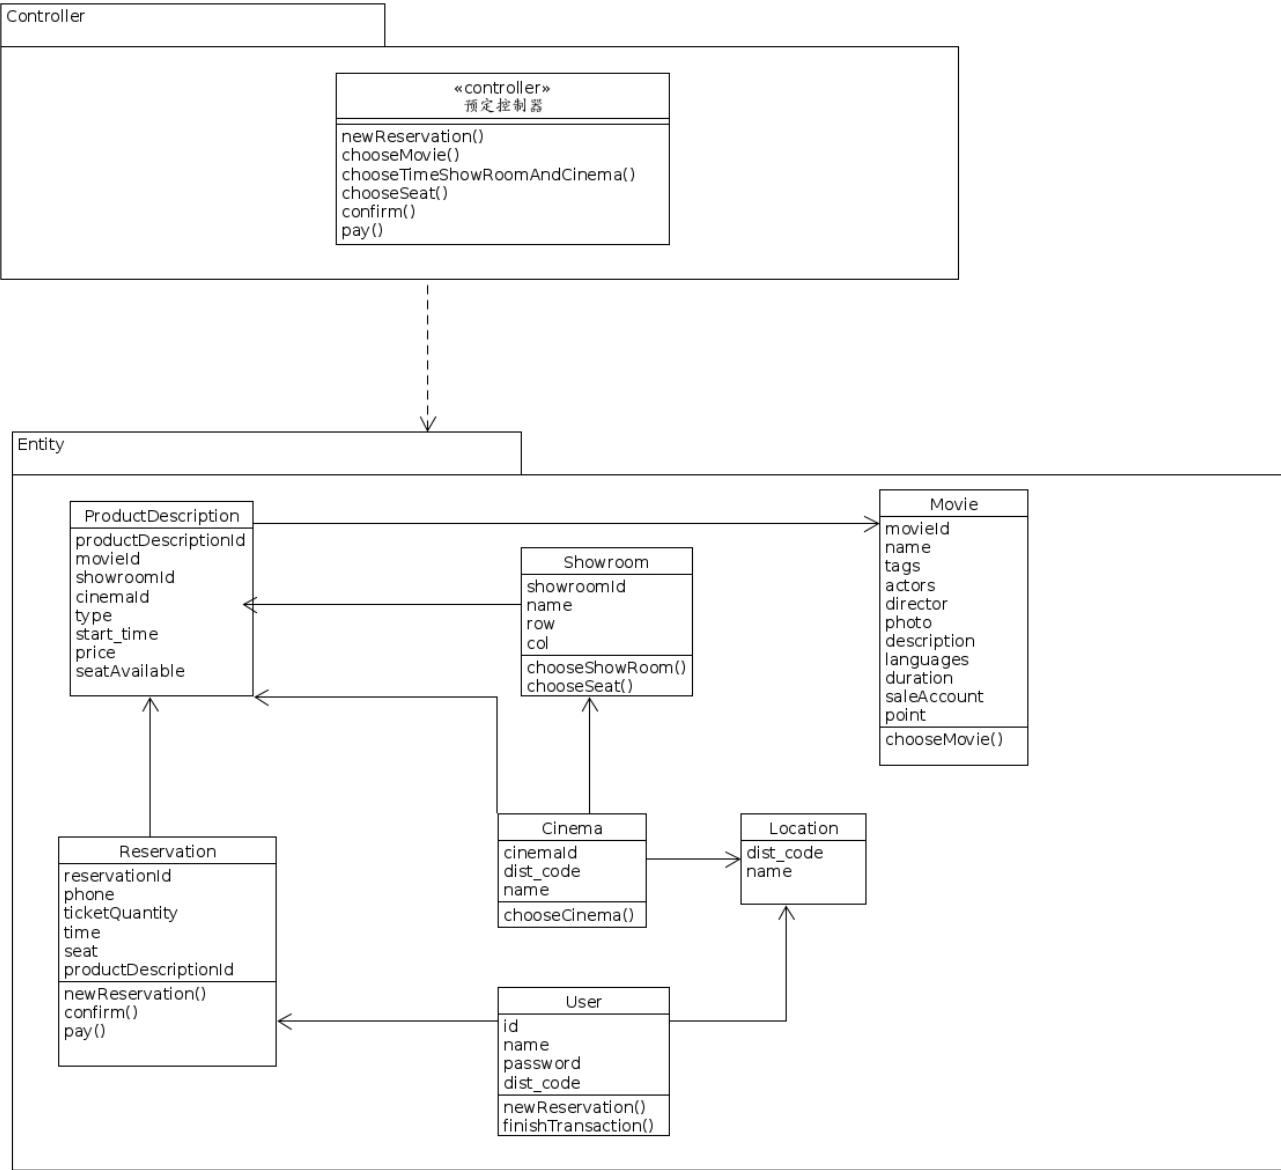 Controller
«controller»
预定控制器
newReservation()
chooseMovie()
chooseTimeShowRoomAndCinema()
chooseSeat()
confirm()
pay()
Entity
ProductDescription
productDescriptionId
movieId
showroomId
cinemaId
type
start_time
price
seatAvailable
Showroom
showroomId
name
row
col
chooseShowRoom()
chooseSeat()
Movie
movieId
name
tags
actors
director
photo
description
languages
duration
saleAccount
point
chooseMovie()
Reservation
reservationId
phone
ticketQuantity
time
seat
productDescriptionId
newReservation()
confirm()
pay()
Cinema
cinemaId
dist_code
name
chooseCinema()
Location
dist_code
name
User
id
name
password
dist_code
newReservation()
finishTransaction()